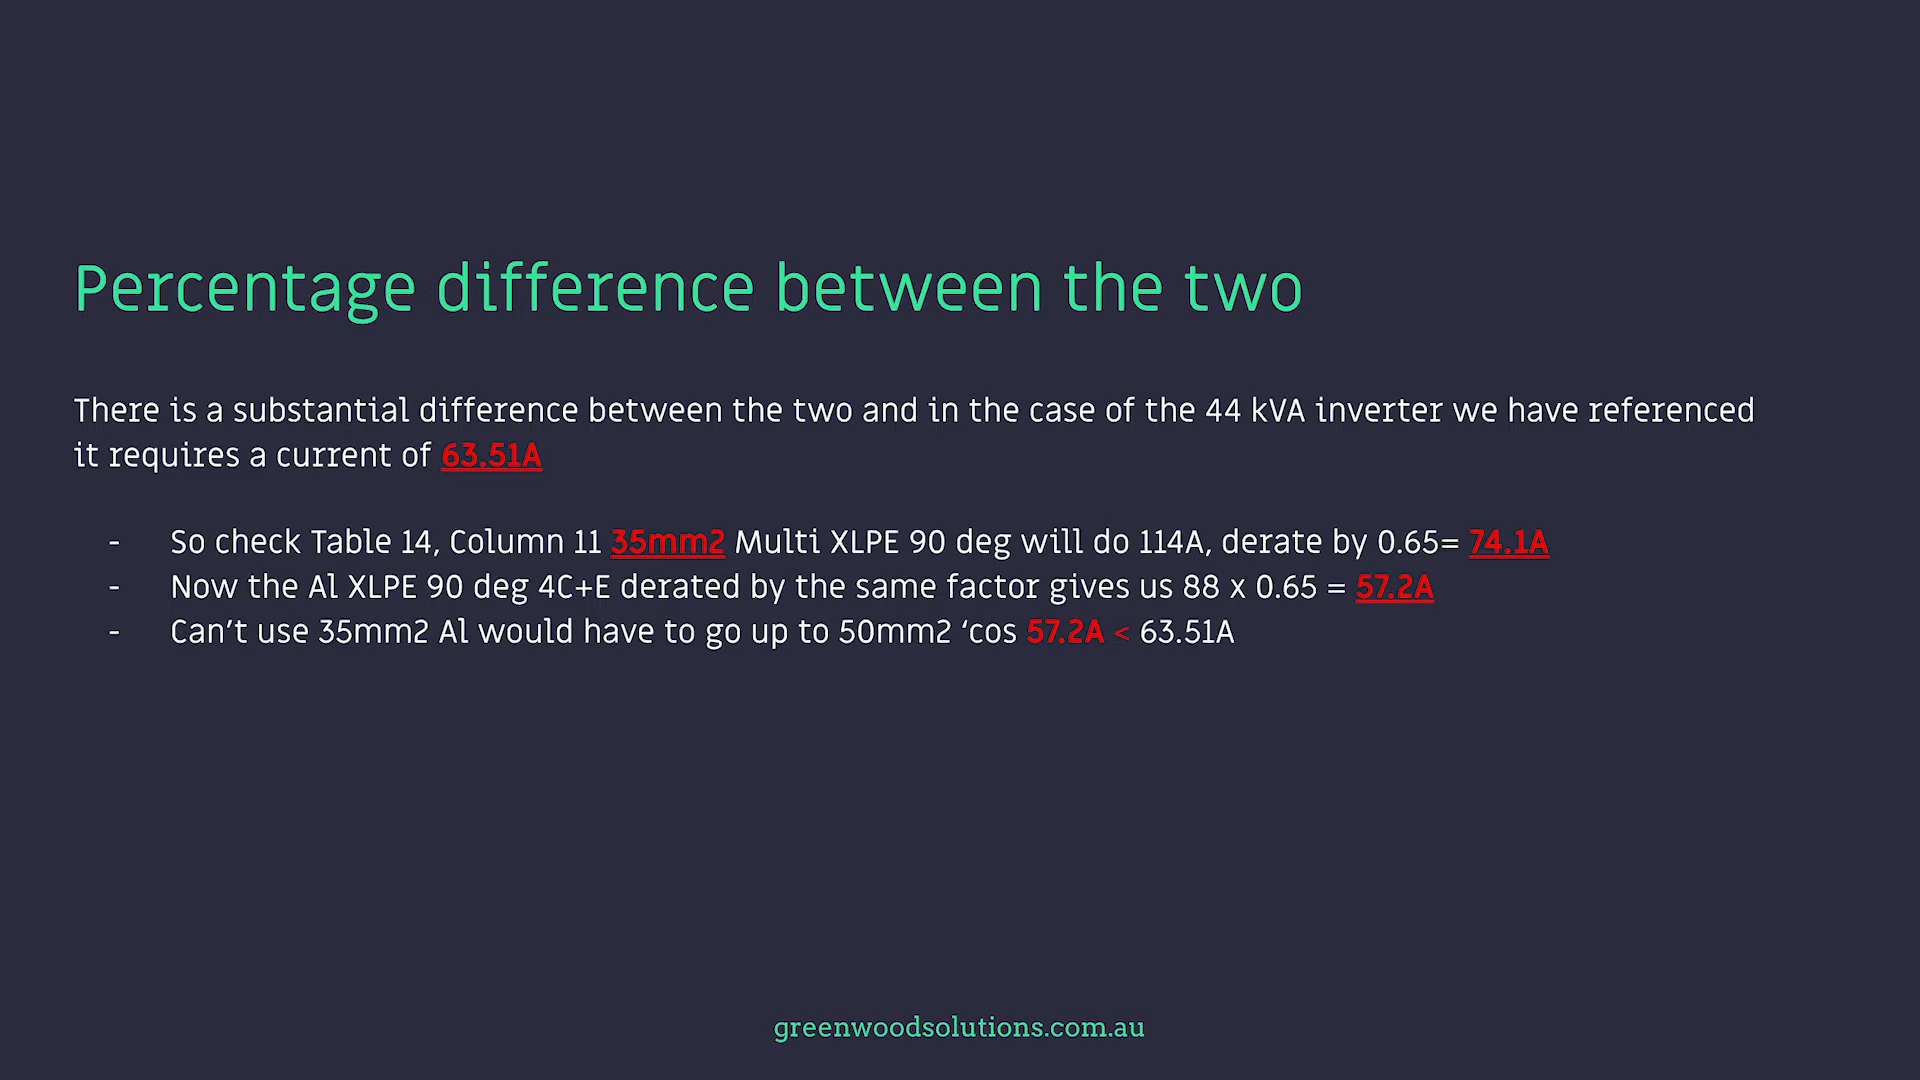 Percentage difference between the two
There is a substantial difference between the two and in the case of the 44 kVA inverter we have referenced
it requires a current of 63.51A
- So check Table 14, Column 11 35mm2 Multi XLPE 90 deg will do 114A, derate by 0.65= 74.1A
- Now the Al XLPE 90 deg 4C+E derated by the same factor gives us 88 x 0.65 = 57.2A
- Can’t use 35mm2 Al would have to go up to 50mm2 ‘cos 57.2A < 63.51A
greenwoodsolutions.com.au